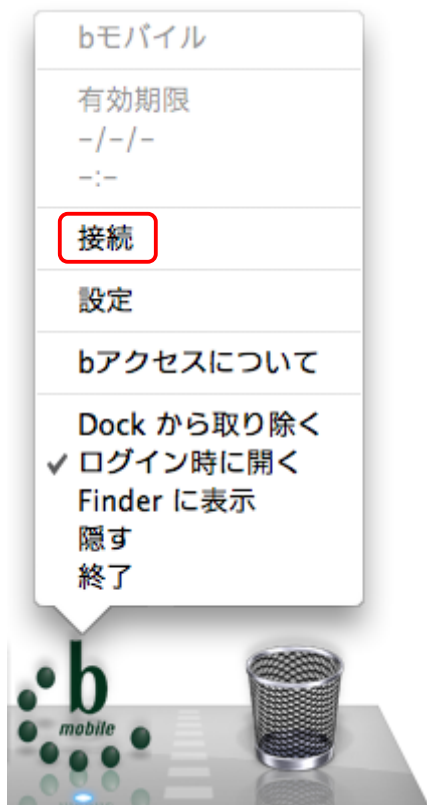 bモバイル
有効期限
-/-/-
-:-
接続
設定
bアクセスについて
Dock から取り除く
✓ ログイン時に開く
Finder に表示
隠す
終了
b
mobile